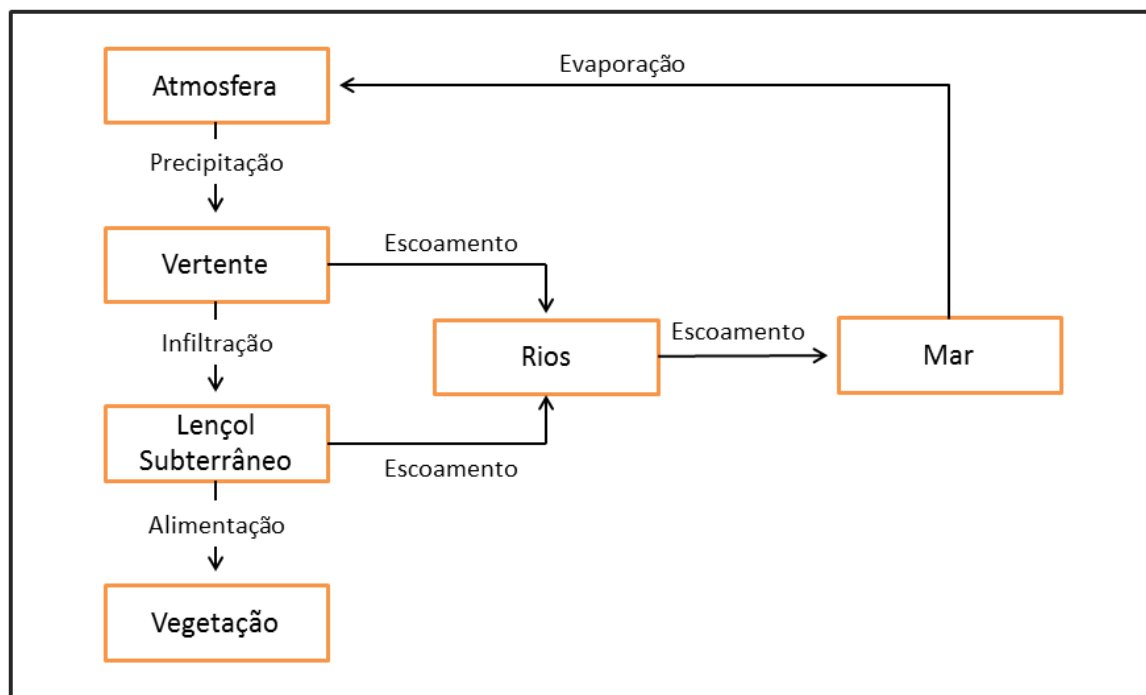 Evaporação
Atmosfera
Precipitação
Escoamento
Vertente
Infiltração
Escoamento
Rios
Mar
Lençol
Subterrâneo
Escoamento
Alimentação
Vegetação